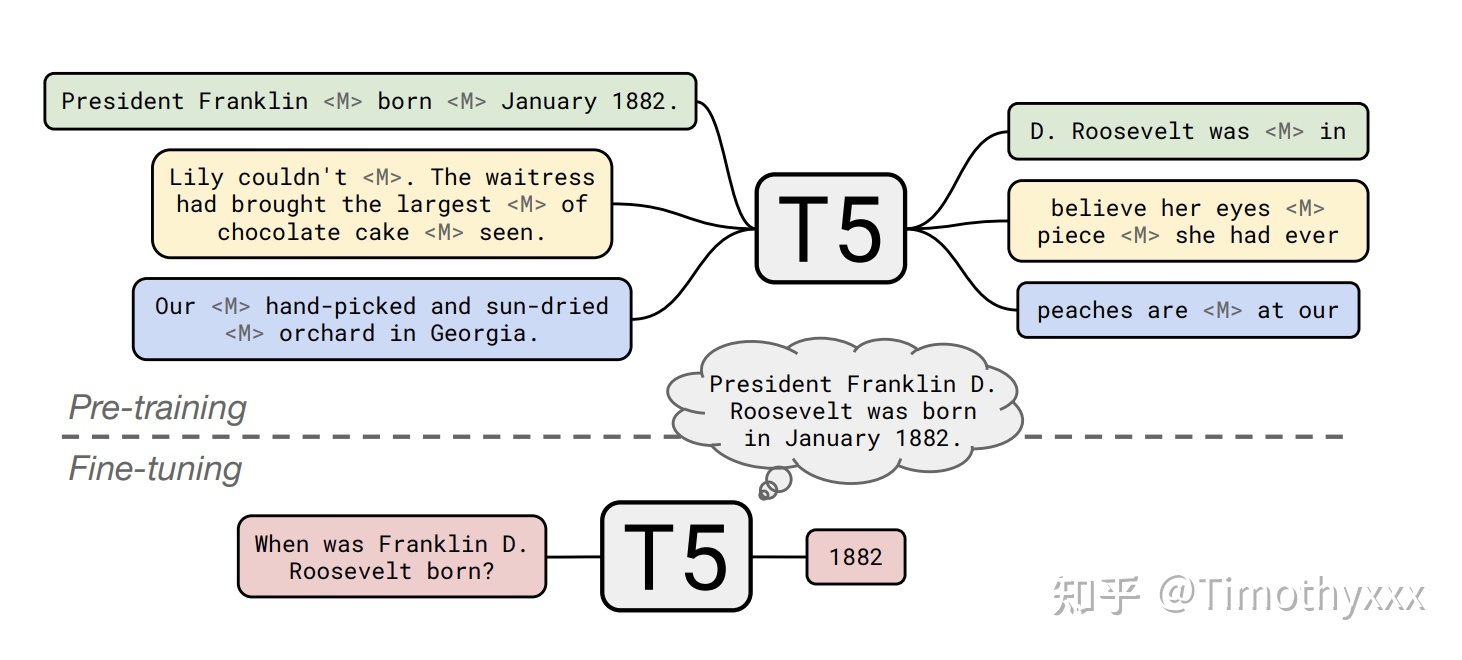 President Franklin <M> born <M> January 1882.
Lily couldn't <M>. The waitress
had brought the largest <M> of
chocolate cake <M> seen.
Our <M> hand-picked and sun-dried
<M> orchard in Georgia.
T5
D. Roosevelt was <M> in
believe her eyes <M>
piece <M> she had ever
peaches are <M> at our
Pre-training
President Franklin D.
Roosevelt was born
in January 1882.
Fine-tuning
When was Franklin D.
Roosevelt born?
T5
1882
知乎 @Timothyxxx